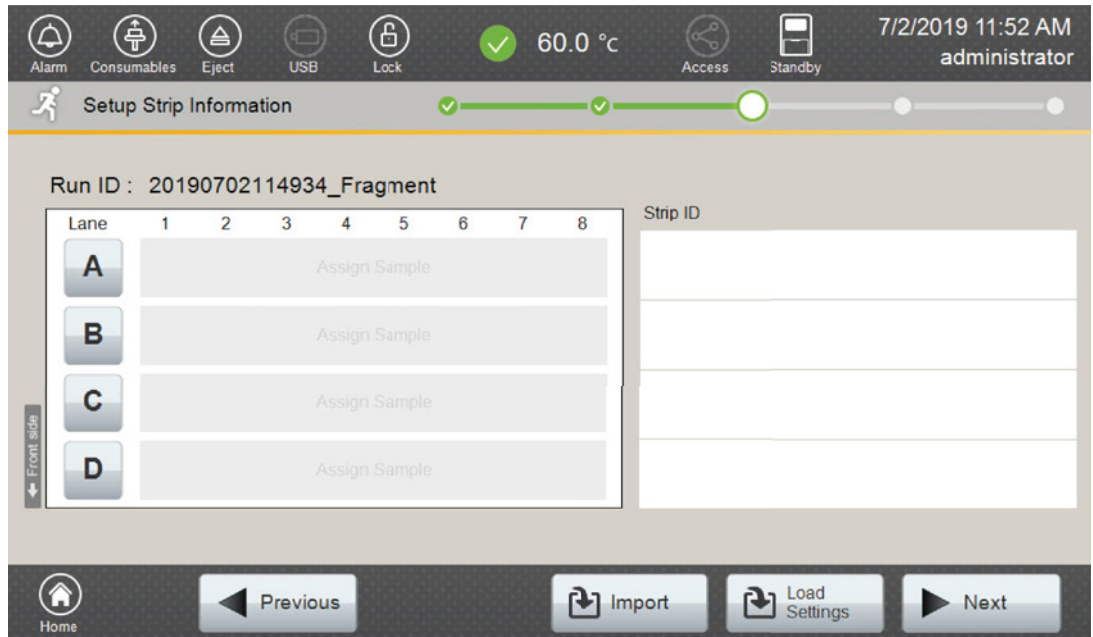 Alarm Consumables Eject USB Lock 60.0 °c Access Standby 7/2/2019 11:52 AM
administrator
Setup Strip Information
Run ID : 20190702114934_Fragment
Lane 1 2 3 4 5 6 7 8
Strip ID
A Assign Sample
B Assign Sample
C Assign Sample
D Assign Sample
Front side
Home
Previous
Import
Load
Settings
Next